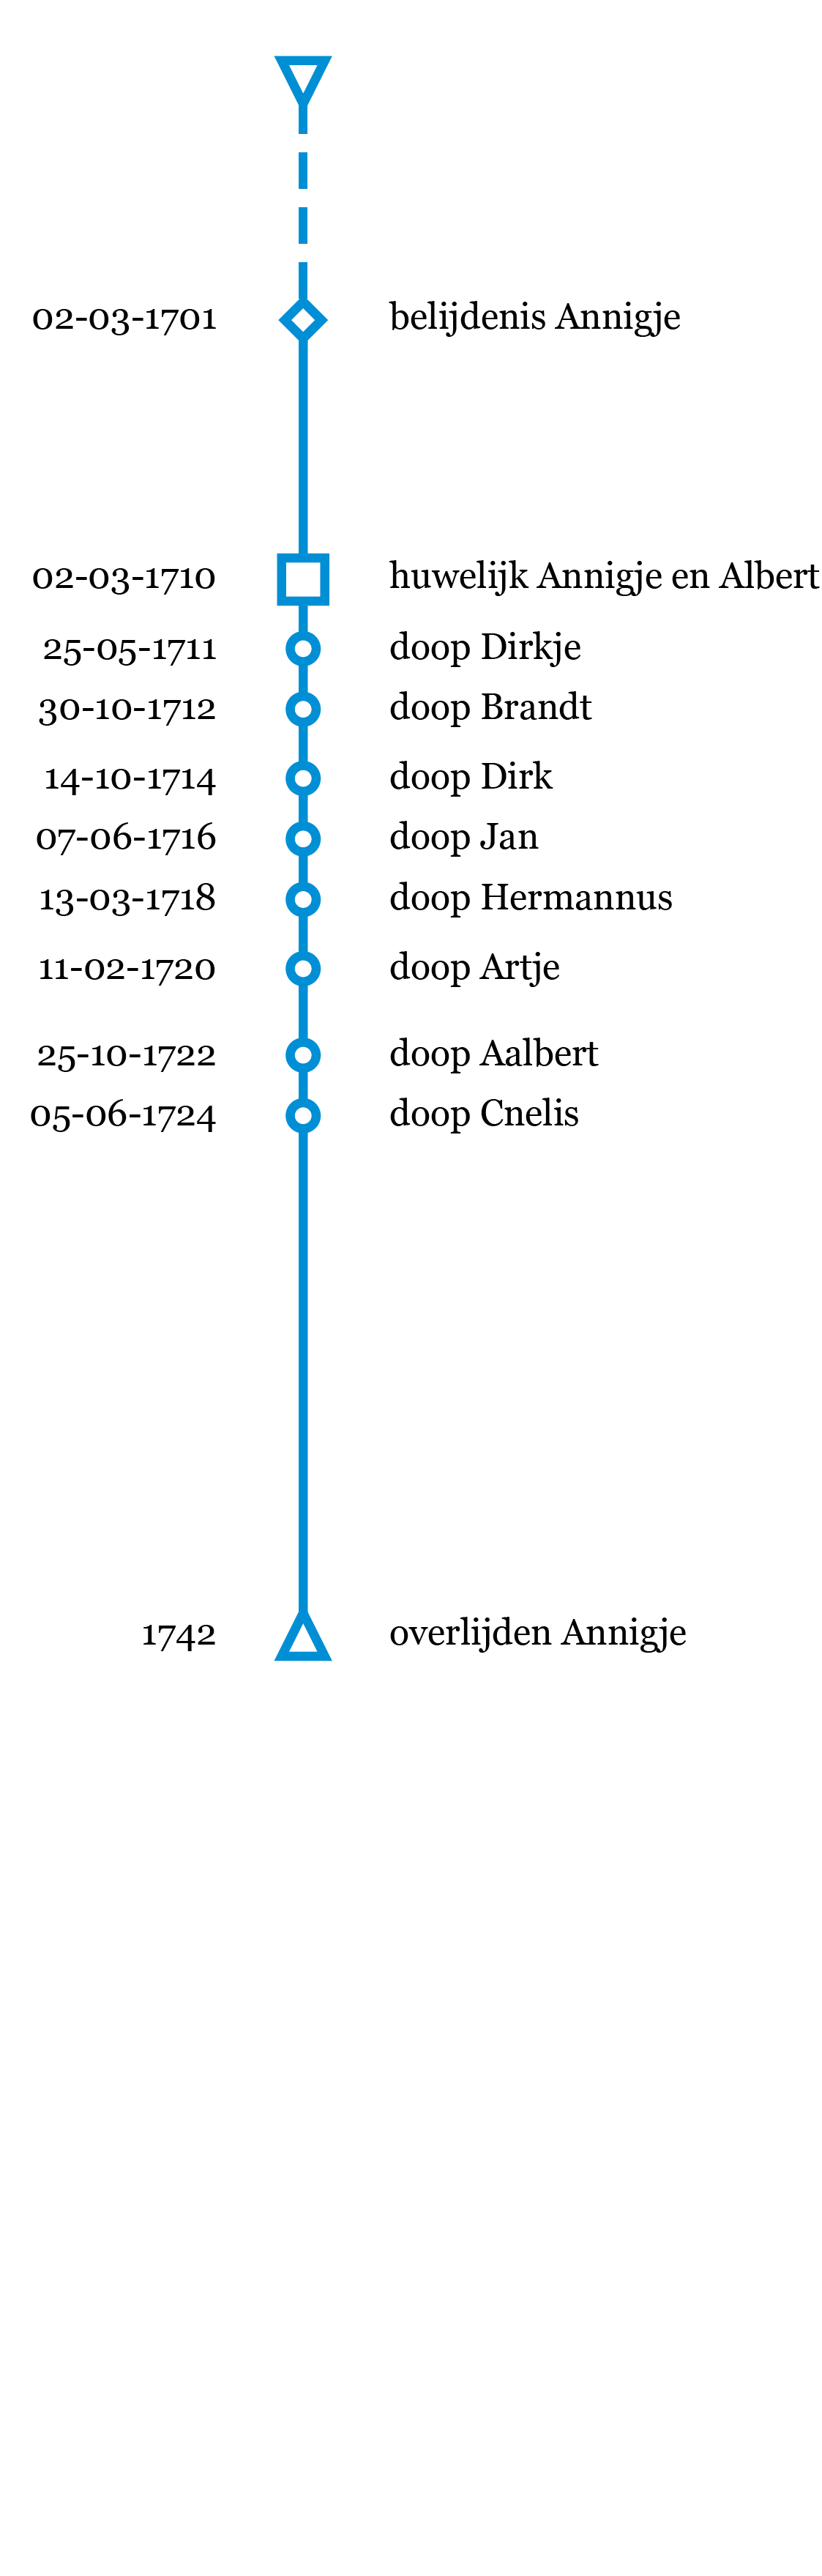 02-03-1701 belijdenis Annigje
02-03-1710 huwelijk Annigje en Albert
25-05-1711 doop Dirkje
30-10-1712 doop Brandt
14-10-1714 doop Dirk
07-06-1716 doop Jan
13-03-1718 doop Hermannus
11-02-1720 doop Artje
25-10-1722 doop Aalbert
05-06-1724 doop Cnelis
1742 overlijden Annigje